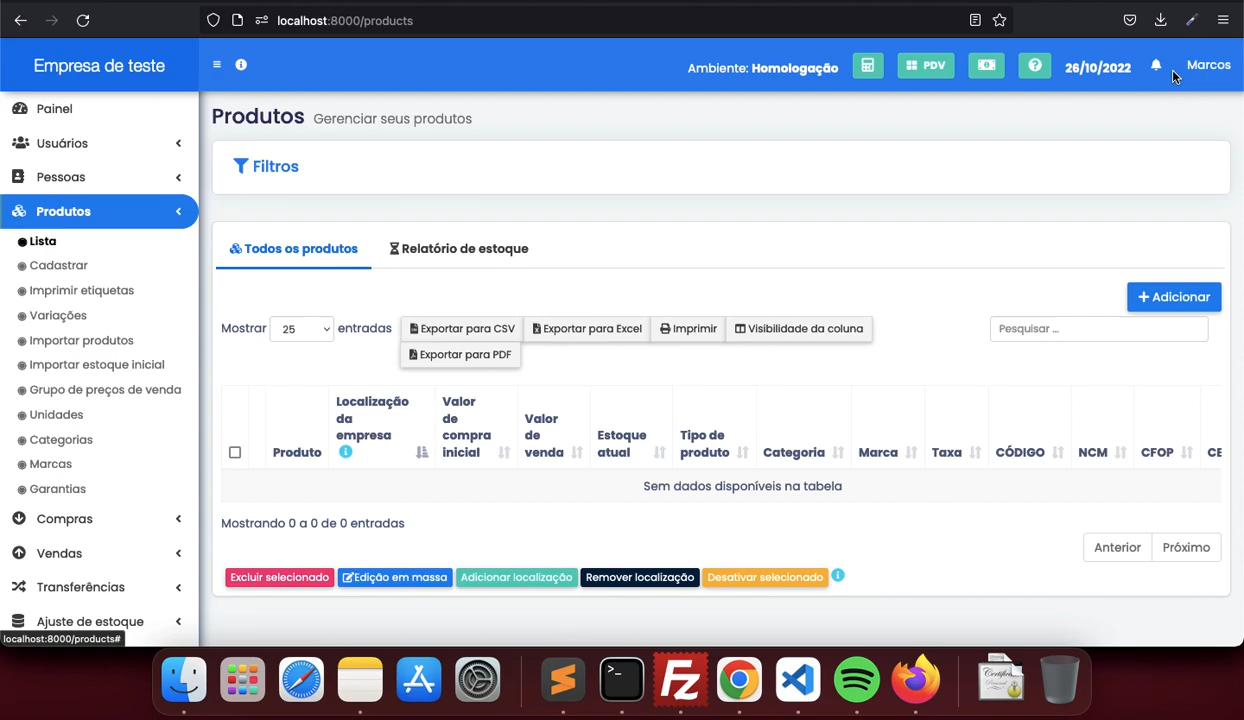 localhost:8000/products
Empresa de teste
Ambiente: Homologação
PDV
26/10/2022
Marcos
Painel
Usuários
Pessoas
Produtos
Lista
Cadastrar
Imprimir etiquetas
Variações
Importar produtos
Importar estoque inicial
Grupo de preços de venda
Unidades
Categorias
Marcas
Garantias
Compras
Vendas
Transferências
Ajuste de estoque
localhost:8000/products#
Produtos Gerenciar seus produtos
Filtros
Todos os produtos
Relatório de estoque
Adicionar
Mostrar 25 entradas
Exportar para CSV
Exportar para Excel
Imprimir
Visibilidade da coluna
Exportar para PDF
Pesquisar ...
Produto
Localização
da
empresa
Valor
de
compra
inicial
Valor
de
venda
Estoque
atual
Tipo de
produto
Categoria
Marca
Taxa
CÓDIGO
NCM
CFOP
CE
Sem dados disponíveis na tabela
Mostrando 0 a 0 de 0 entradas
Anterior
Próximo
Excluir selecionado
Edição em massa
Adicionar localização
Remover localização
Desativar selecionado